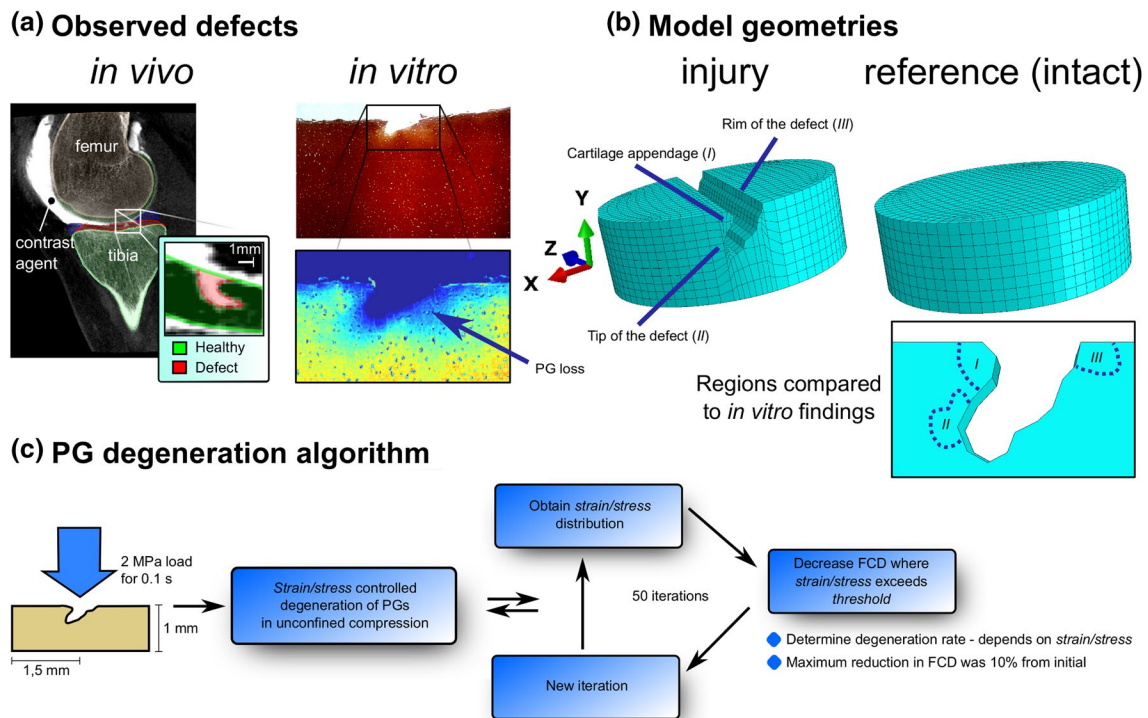 (a) Observed defects
in vivo
in vitro
femur
contrast
agent
tibia
1mm
Healthy
Defect
PG loss
(b) Model geometries
injury
reference (intact)
Rim of the defect (III)
Cartilage appendage (I)
Y
Z
X
Tip of the defect (II)
Regions compared
to in vitro findings
I
II
III
(c) PG degeneration algorithm
2 MPa load
for 0.1 s
1 mm
1,5 mm
Strain/stress controlled
degeneration of PGs
in unconfined compression
Obtain strain/stress
distribution
50 iterations
New iteration
Decrease FCD where
strain/stress exceeds
threshold
Determine degeneration rate - depends on strain/stress
Maximum reduction in FCD was 10% from initial